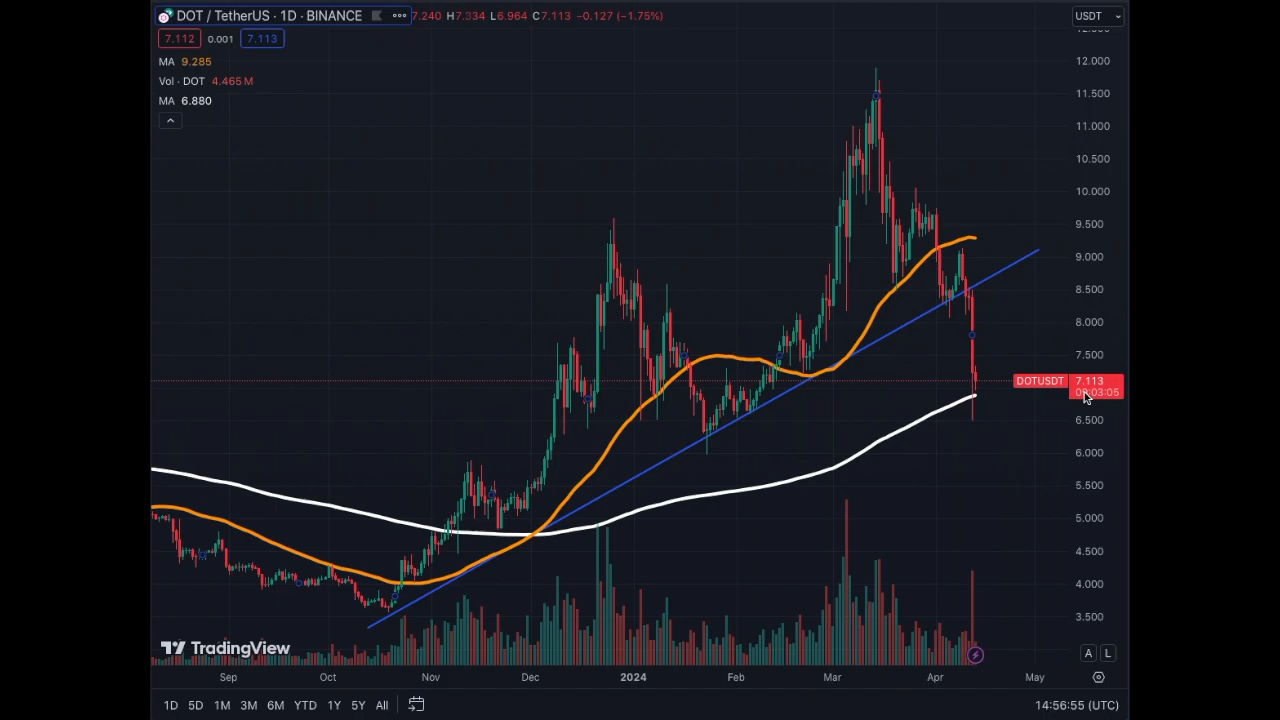 DOT / TetherUS · 1D · BINANCE 7.240 H7.334 L6.964 C7.113 −0.127 (−1.75%)
USDT
7.112 0.001 7.113
MA 9.285
Vol · DOT 4.465 M
MA 6.880
12.000
11.500
11.000
10.500
10.000
9.500
9.000
8.500
8.000
7.500
DOTUSDT 7.113
6.500
6.000
5.500
5.000
4.500
4.000
3.500
TradingView
A L
Sep Oct Nov Dec 2024 Feb Mar Apr May
1D 5D 1M 3M 6M YTD 1Y 5Y All 14:56:55 (UTC)